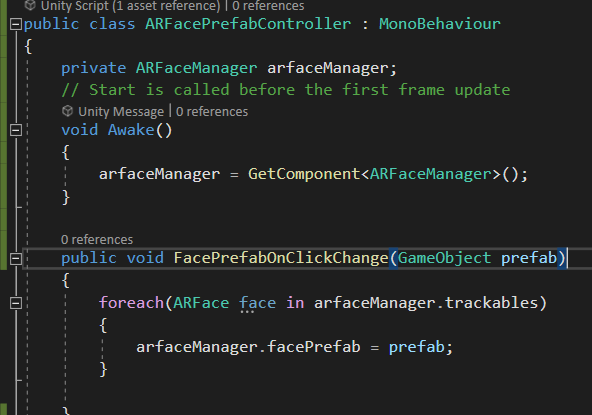 Unity Script (1 asset reference) | 0 references
public class ARFacePrefabController : MonoBehaviour
{
private ARFaceManager arfaceManager;
// Start is called before the first frame update
Unity Message | 0 references
void Awake()
{
arfaceManager = GetComponent<ARFaceManager>();
}
0 references
public void FacePrefabOnClickChange(GameObject prefab)
{
foreach(ARFace face in arfaceManager.trackables)
{
arfaceManager.facePrefab = prefab;
}
}